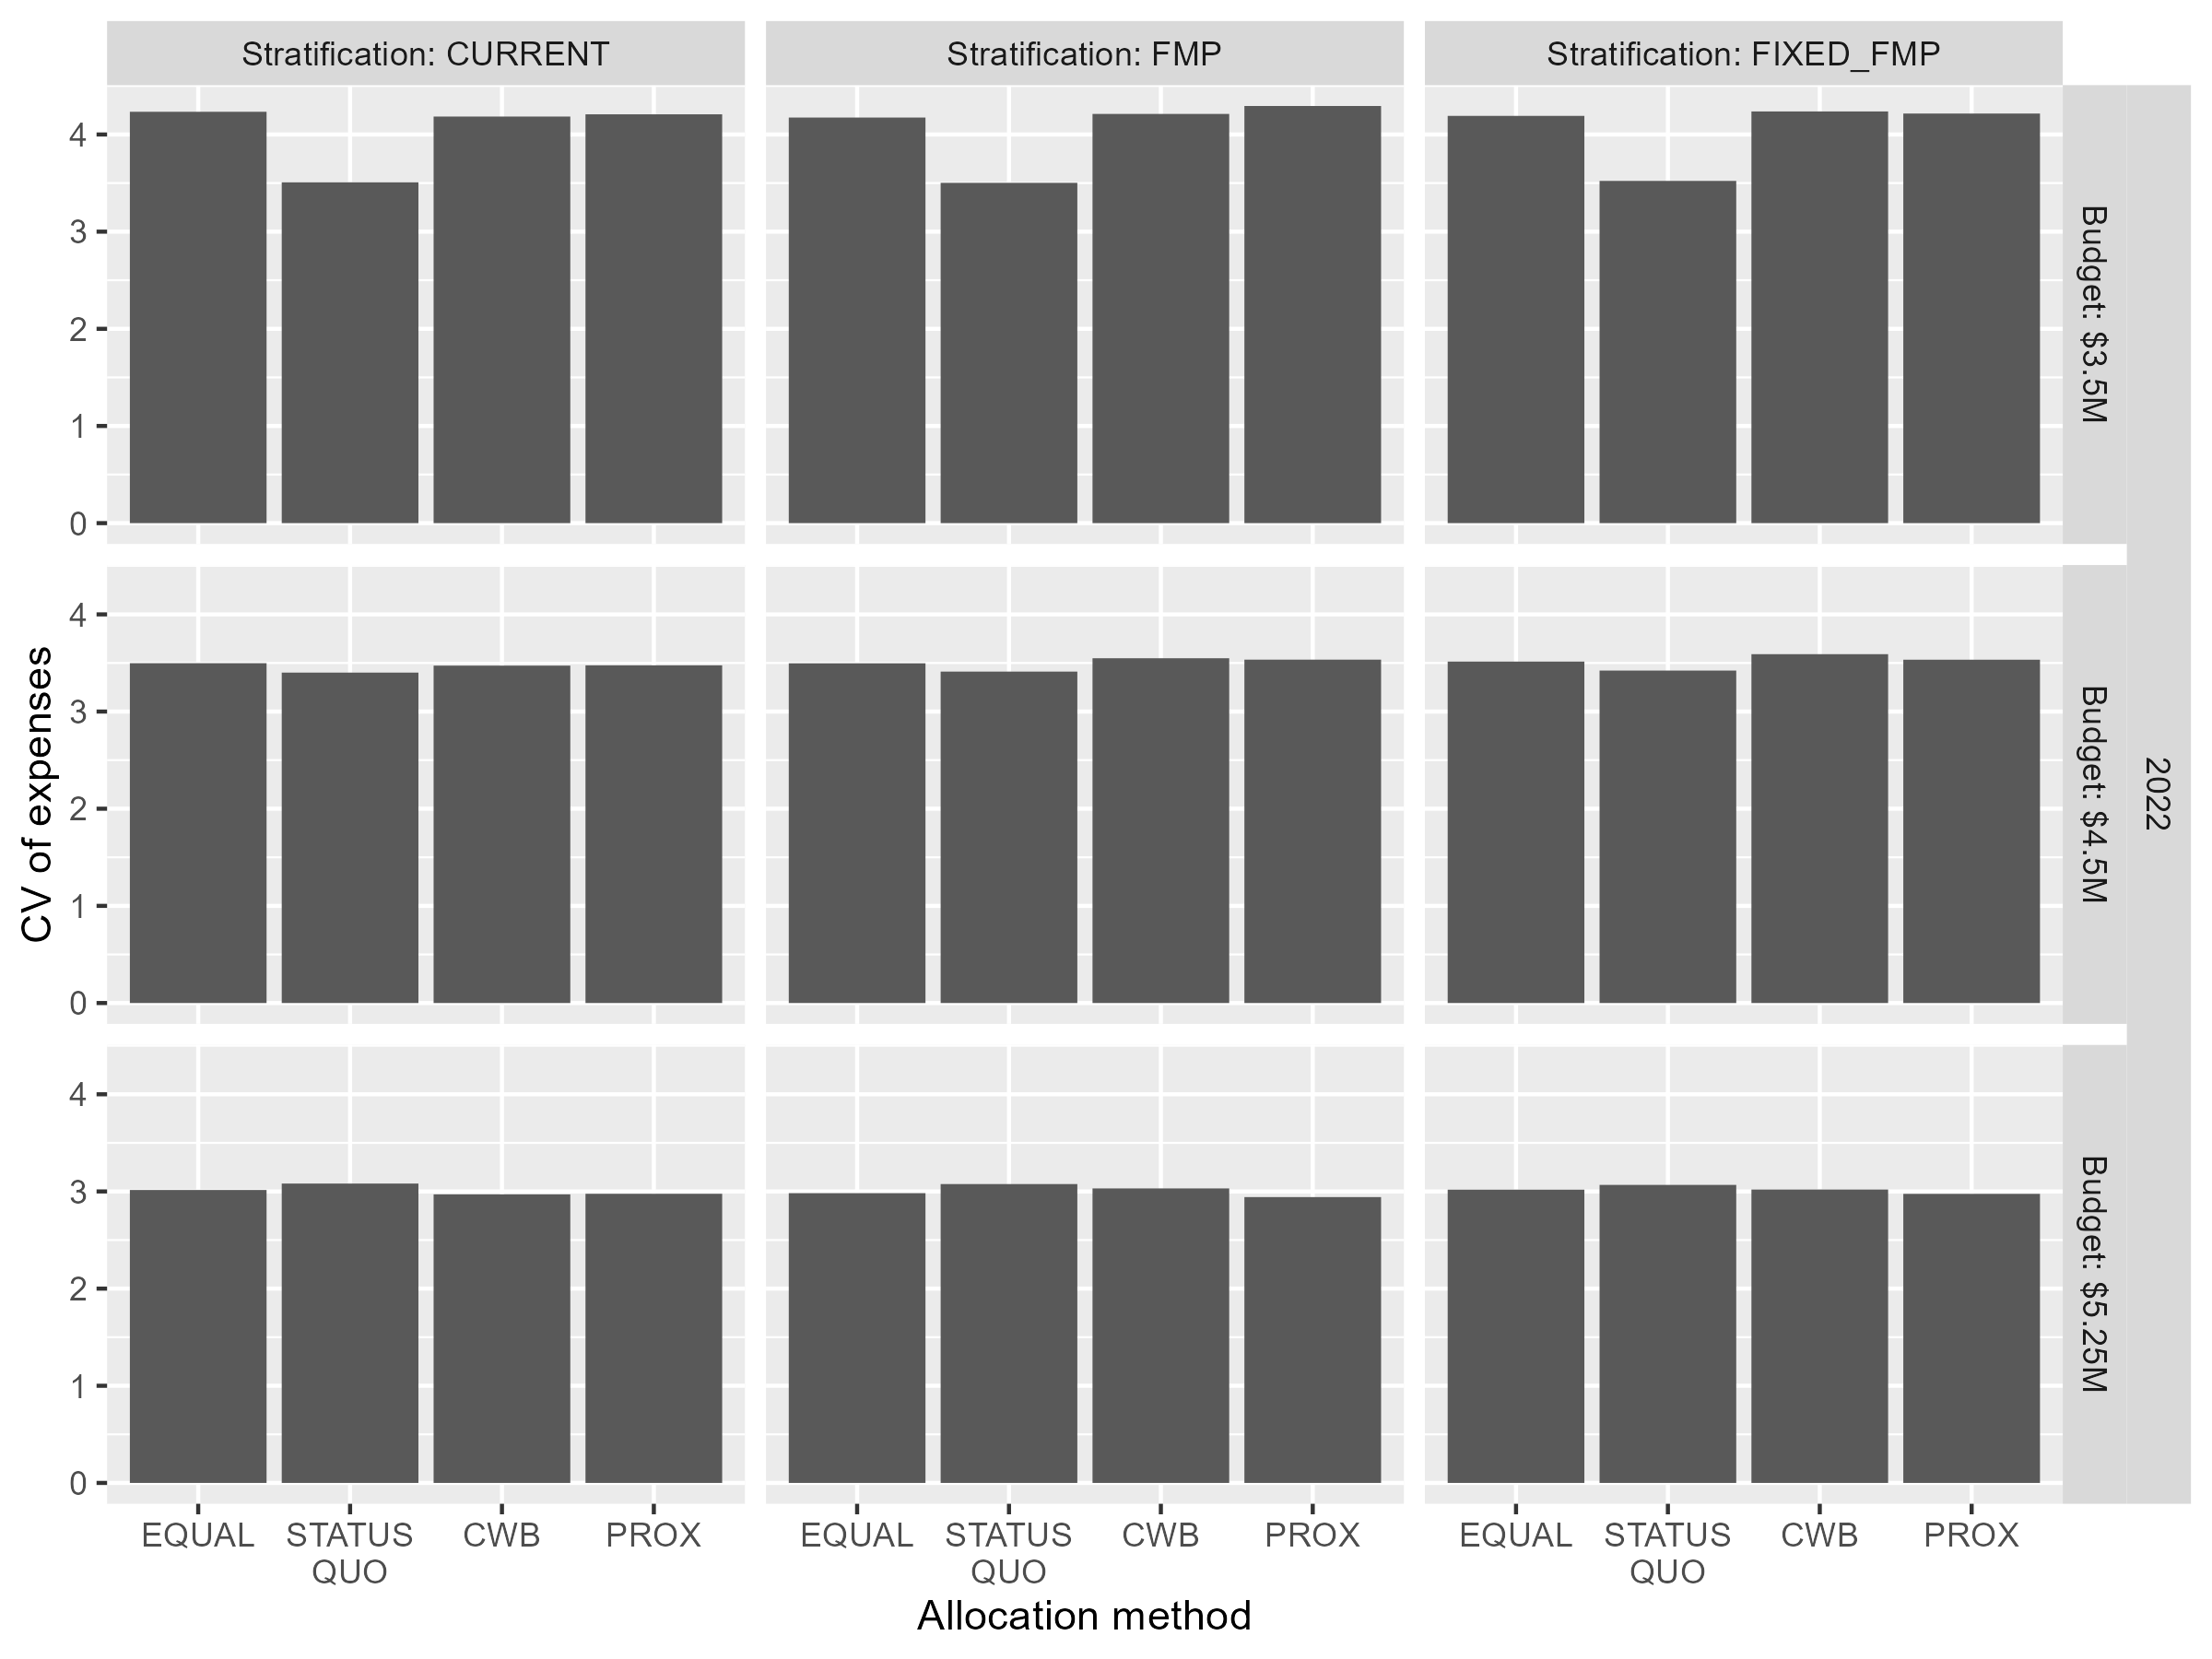 Stratification: CURRENT
Stratification: FMP
Stratification: FIXED_FMP
CV of expenses
4
3
2
1
0
Budget: $3.5M
4
3
2
1
0
Budget: $4.5M
2022
4
3
2
1
0
Budget: $5.25M
EQUAL
STATUS
QUO
CWB
PROX
EQUAL
STATUS
QUO
CWB
PROX
EQUAL
STATUS
QUO
CWB
PROX
Allocation method